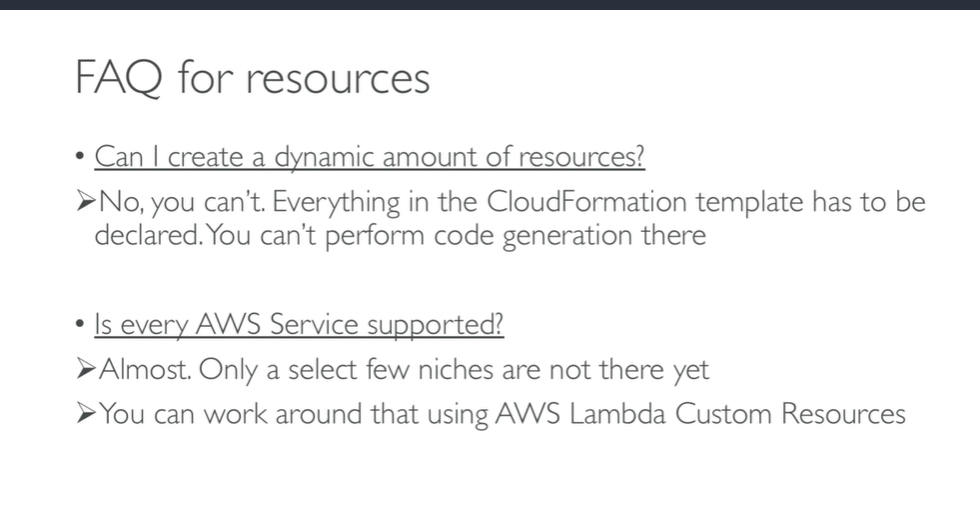 FAQ for resources
• Can I create a dynamic amount of resources?
➢No, you can't. Everything in the CloudFormation template has to be
declared. You can't perform code generation there
• Is every AWS Service supported?
➢Almost. Only a select few niches are not there yet
➢You can work around that using AWS Lambda Custom Resources